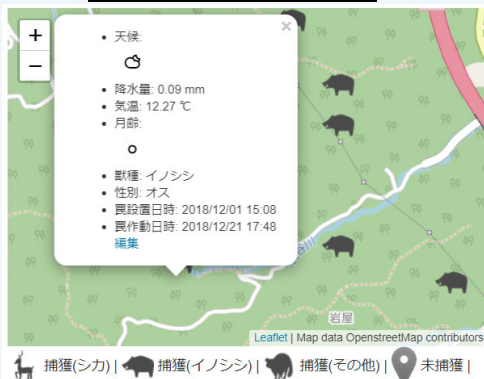 +
−
×
天候:
降水量: 0.09 mm
気温: 12.27 ℃
月齢:
獣種: イノシシ
性別: オス
罠設置日時: 2018/12/01 15:08
罠作動日時: 2018/12/21 17:48
編集
岩屋
Leaflet | Map data OpenstreetMap contributors
捕獲(シカ) | 捕獲(イノシシ) | 捕獲(その他) | 未捕獲 |